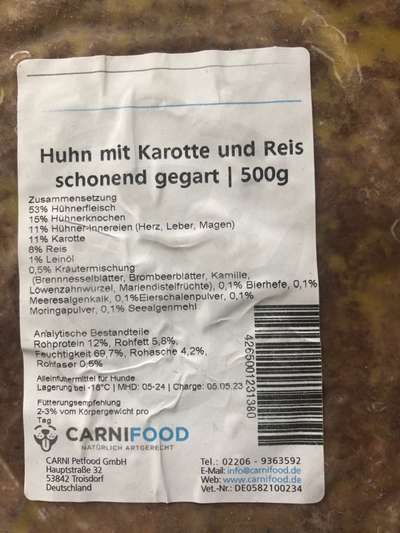 Huhn mit Karotte und Reis
schonend gegart | 500g
Zusammensetzung
53% Hühnerfleisch
15% Hühnerknochen
11% Hühner-Innereien (Herz, Leber, Magen)
11% Karotte
8% Reis
1% Leinöl
0,5% Kräutermischung
(Brennnesselblätter, Brombeerblätter, Kamille,
Löwenzahnwurzel, Mariendistelfrüchte), 0,1% Bierhefe, 0,1%
Meeresalgenkalk, 0,1%Eierschalenpulver, 0,1%
Moringapulver, 0,1% Seealgenmehl
Analytische Bestandteile
Rohprotein 12%, Rohfett 5,8%,
Feuchtigkeit 69,7%, Rohasche 4,2%,
Rohfaser 0,6%
Alleinfuttermittel für Hunde
Lagerung bei -18°C | MHD: 05-24 | Charge: 05.05.23
Fütterungsempfehlung
2-3% vom Körpergewicht pro
Tag
4260012331380
CARNIFOOD
NATÜRLICH ARTGERECHT
CARNI Petfood GmbH
Hauptstraße 32
53842 Troisdorf
Deutschland
Tel.: 02206 - 9363592
E-Mail: info@carnifood.de
Web: www.carnifood.de
Vet.-Nr.: DE0582100234